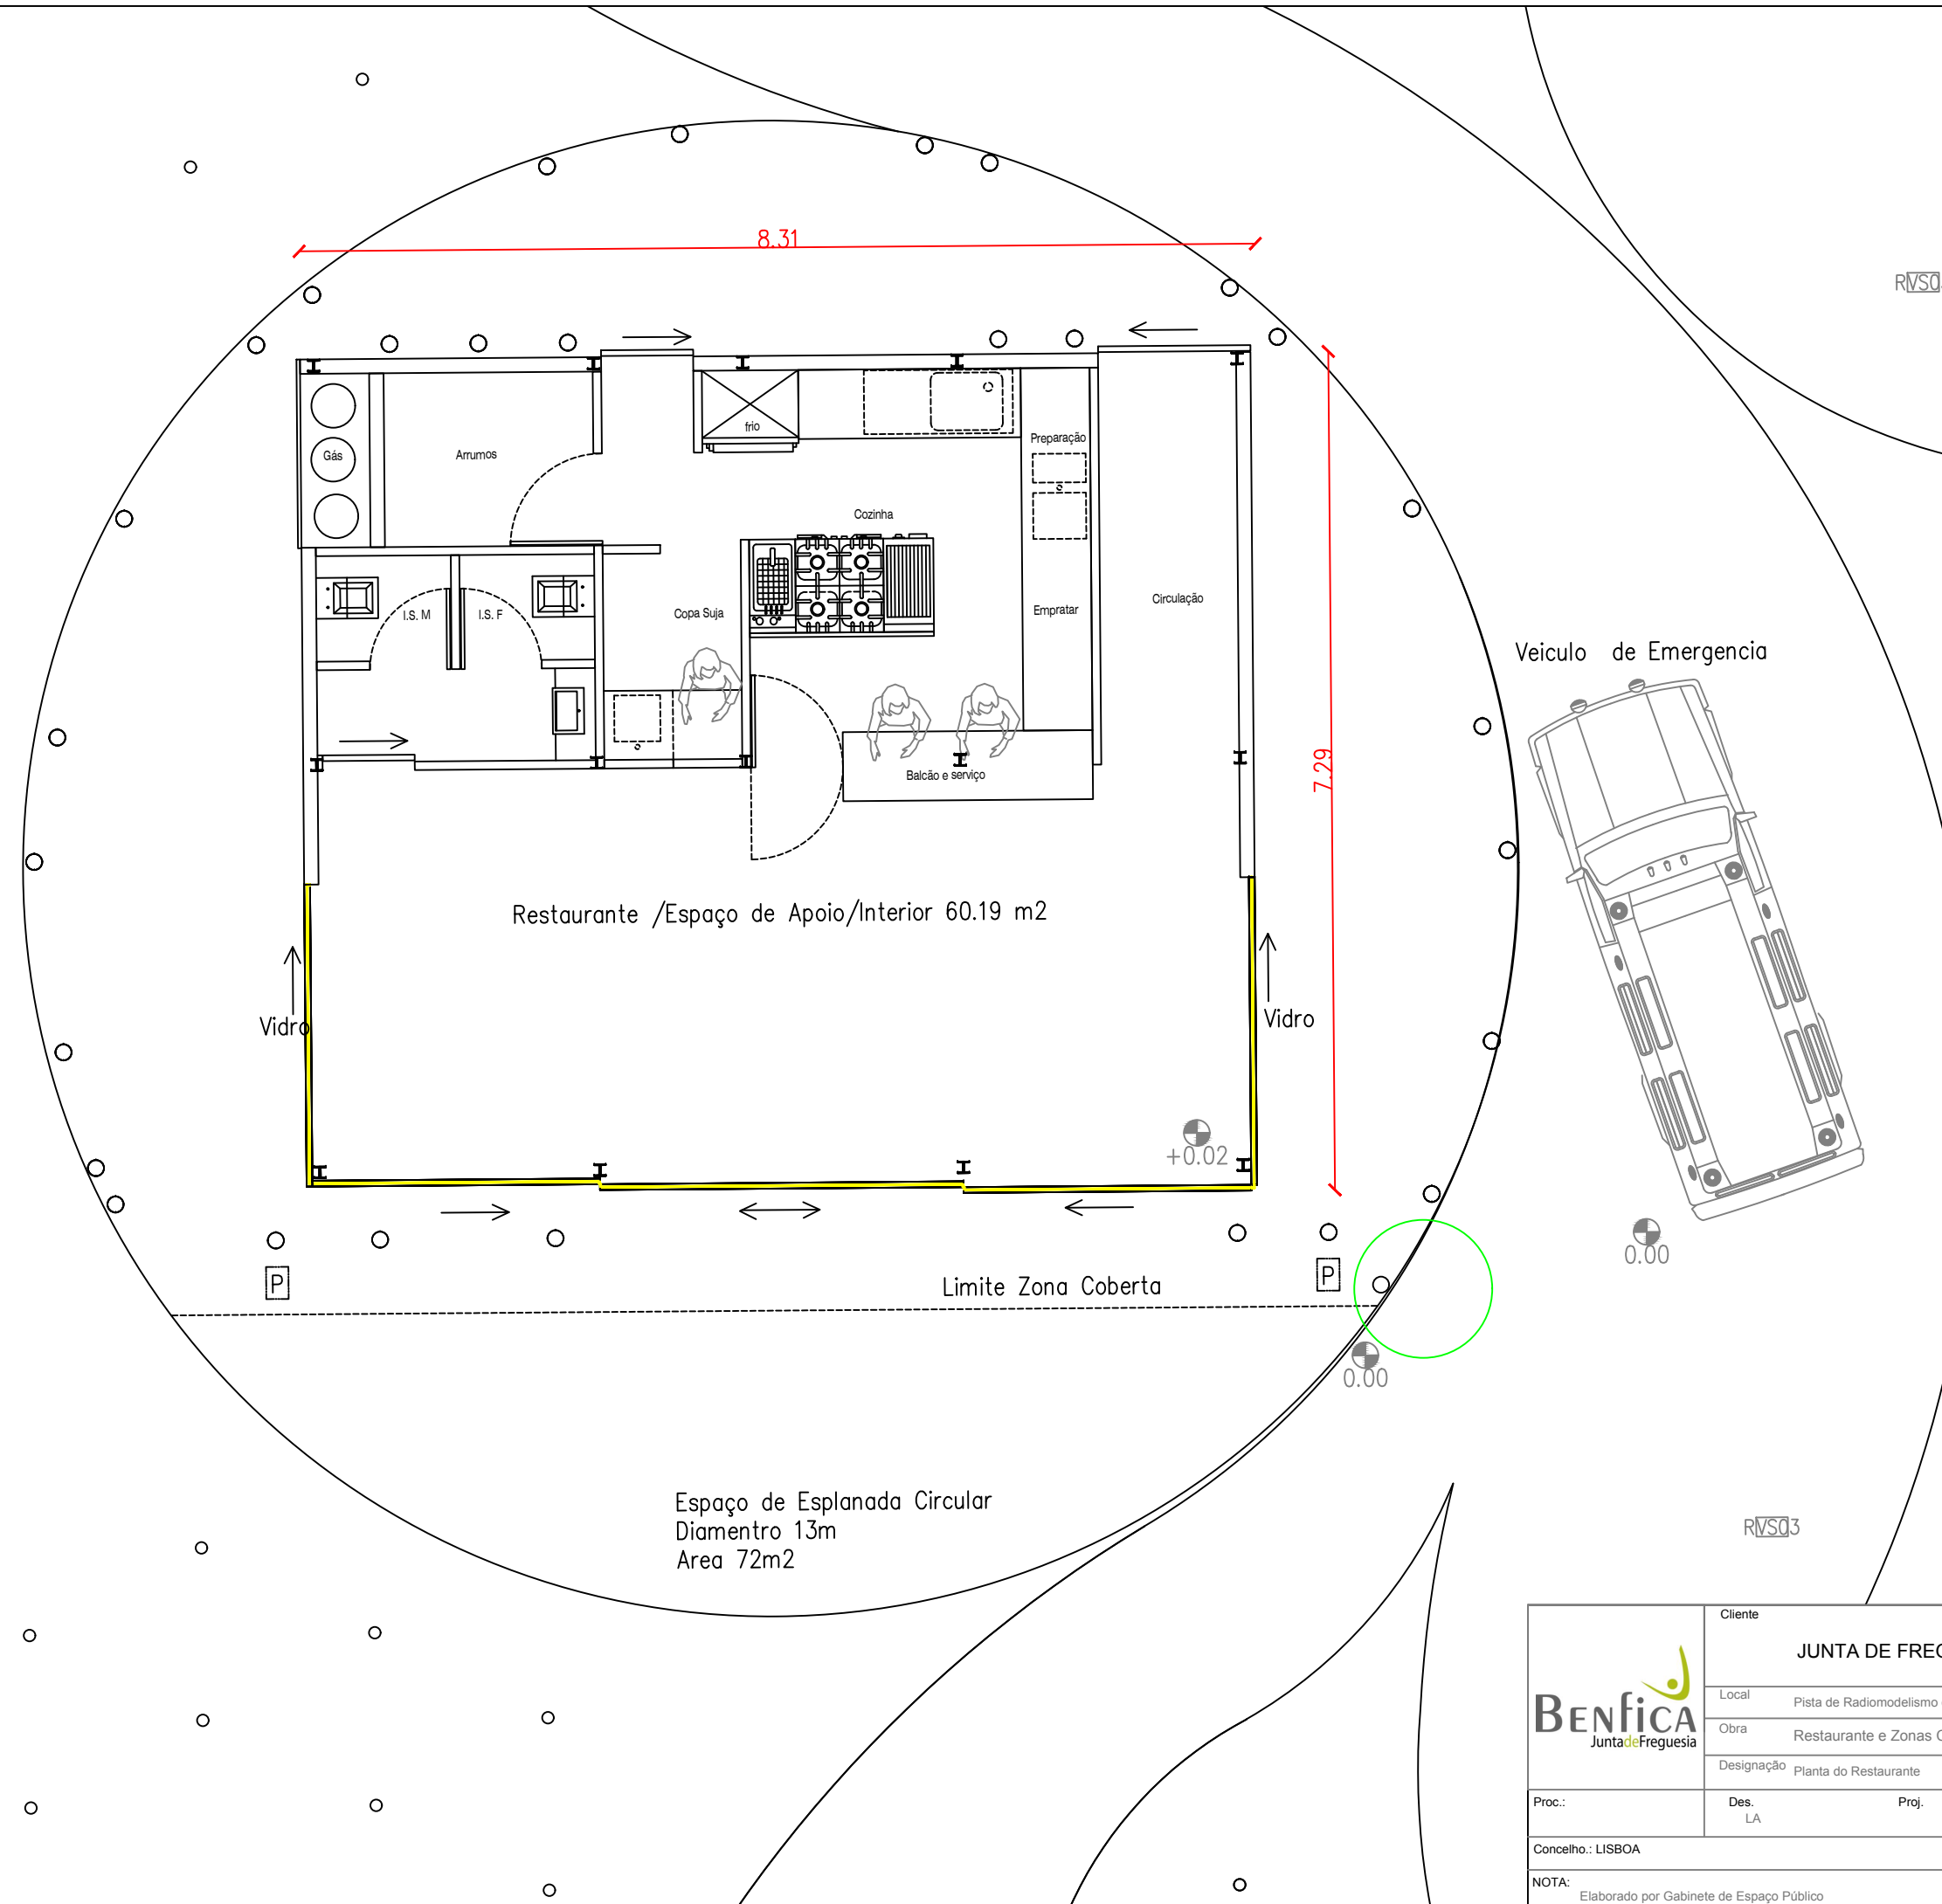 8.31
RVS0
frio
Preparação
Gás
Arrumos
Cozinha
I.S. M
I.S. F
Copa Suja
Empratar
Circulação
Veiculo de Emergencia
7.29
Balcão e serviço
Restaurante /Espaço de Apoio/Interior 60.19 m2
Vidro
Vidro
+0.02
0.00
P
P
Limite Zona Coberta
0.00
Espaço de Esplanada Circular
Diamentro 13m
Area 72m2
RVS03
BENfiCA
JuntadeFreguesia
Cliente
JUNTA DE FREG
Local Pista de Radiomodelismo
Obra Restaurante e Zonas
Designação Planta do Restaurante
Proc.: Des. Proj.
LA
Concelho.: LISBOA
NOTA:
Elaborado por Gabinete de Espaço Público